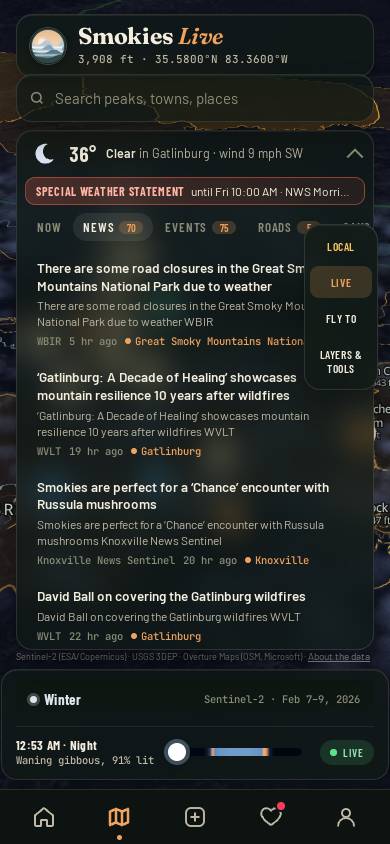 Smokies Live
3,908 ft · 35.5800°N 83.3600°W
Search peaks, towns, places
36° Clear in Gatlinburg · wind 9 mph SW
SPECIAL WEATHER STATEMENT until Fri 10:00 AM · NWS Morri...
NOW NEWS 70 EVENTS 75 ROADS
LOCAL
LIVE
FLY TO
LAYERS &
TOOLS
There are some road closures in the Great Sm
Mountains National Park due to weather
There are some road closures in the Great Smoky Moun
National Park due to weather WBIR
WBIR 5 hr ago Great Smoky Mountains Nation
‘Gatlinburg: A Decade of Healing’ showcases
mountain resilience 10 years after wildfires
‘Gatlinburg: A Decade of Healing’ showcases mountain
resilience 10 years after wildfires WVLT
WVLT 19 hr ago Gatlinburg
Smokies are perfect for a ‘Chance’ encounter with
Russula mushrooms
Smokies are perfect for a ‘Chance’ encounter with Russula
mushrooms Knoxville News Sentinel
Knoxville News Sentinel 20 hr ago Knoxville
David Ball on covering the Gatlinburg wildfires
David Ball on covering the Gatlinburg wildfires WVLT
WVLT 22 hr ago Gatlinburg
Sentinel-2 (ESA/Copernicus) · USGS 3DEP · Overture Maps (OSM, Microsoft) · About the data
Winter Sentinel-2 · Feb 7–9, 2026
12:53 AM · Night
Waning gibbous, 91% lit
LIVE